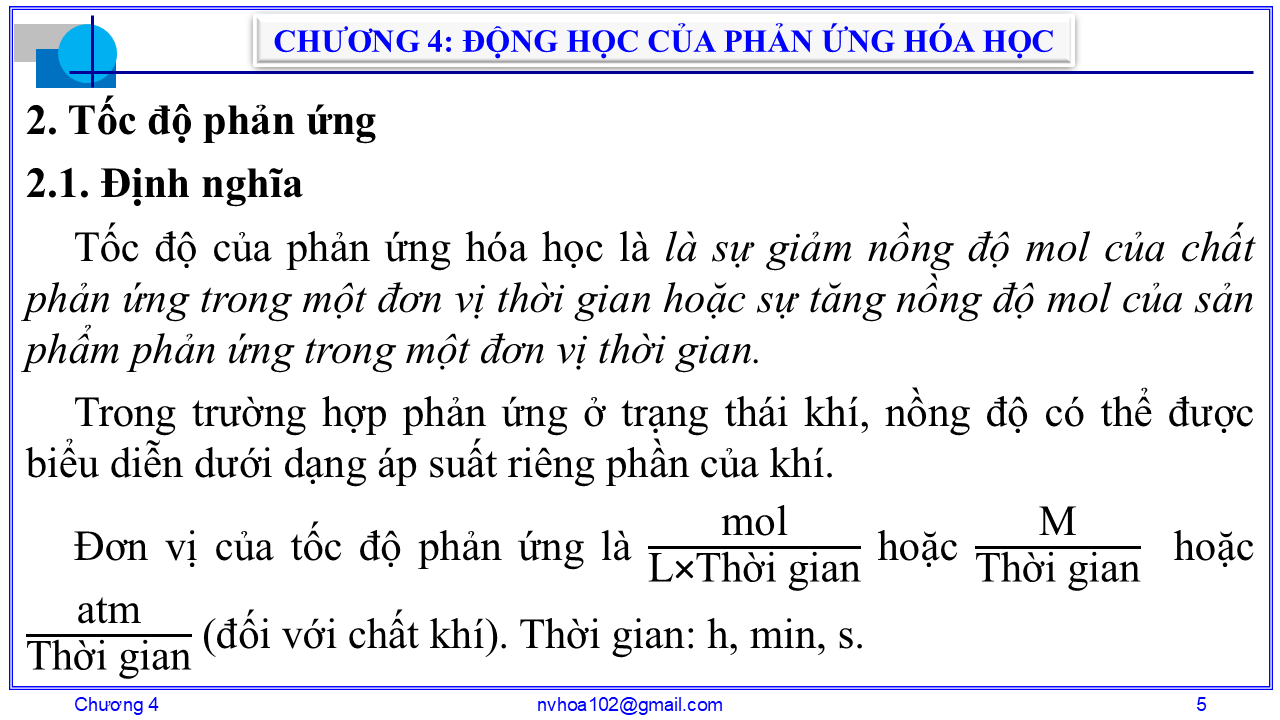 CHƯƠNG 4: ĐỘNG HỌC CỦA PHẢN ỨNG HÓA HỌC
2. Tốc độ phản ứng
2.1. Định nghĩa
Tốc độ của phản ứng hóa học là là sự giảm nồng độ mol của chất
phản ứng trong một đơn vị thời gian hoặc sự tăng nồng độ mol của sản
phẩm phản ứng trong một đơn vị thời gian.
Trong trường hợp phản ứng ở trạng thái khí, nồng độ có thể được
biểu diễn dưới dạng áp suất riêng phần của khí.
Đơn vị của tốc độ phản ứng là mol/L×Thời gian hoặc M/Thời gian hoặc
atm/Thời gian (đối với chất khí). Thời gian: h, min, s.
Chương 4 nvhoa102@gmail.com 5